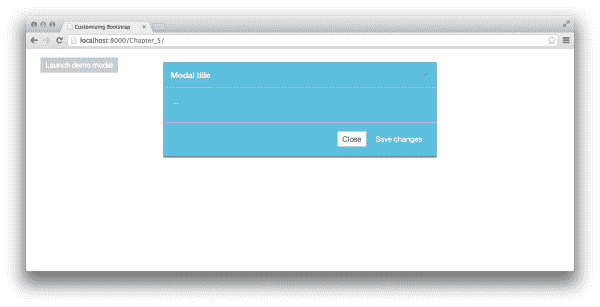 Customizing Bootstrap
localhost:8000/Chapter_5/
Launch demo modal
Modal title
...
Close Save changes